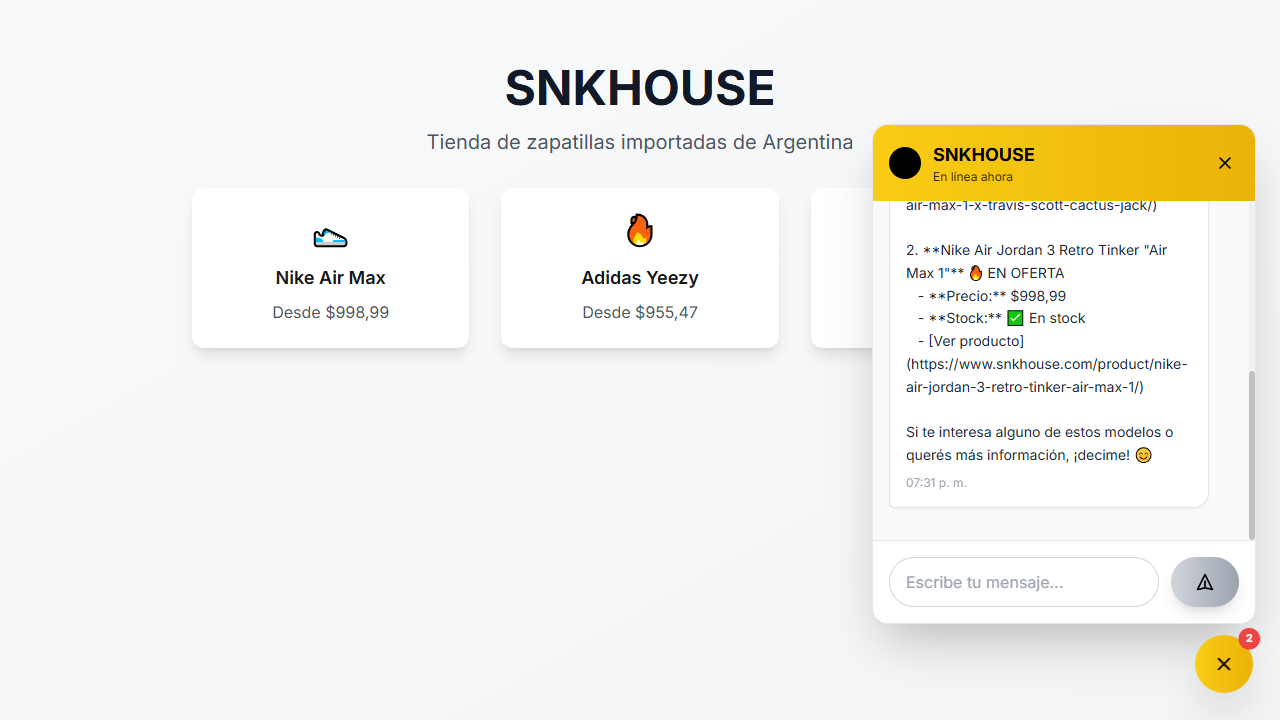 SNKHOUSE
Tienda de zapatillas importadas de Argentina
Nike Air Max
Desde $998,99
Adidas Yeezy
Desde $955,47
SNKHOUSE
En línea ahora
air-max-1-x-travis-scott-cactus-jack/)
2. **Nike Air Jordan 3 Retro Tinker "Air
Max 1"** 🔥 EN OFERTA
- **Precio:** $998,99
- **Stock:** ✅ En stock
- [Ver producto]
(https://www.snkhouse.com/product/nike-
air-jordan-3-retro-tinker-air-max-1/)
Si te interesa alguno de estos modelos o
querés más información, ¡decime! 😊
07:31 p. m.
Escribe tu mensaje...
2